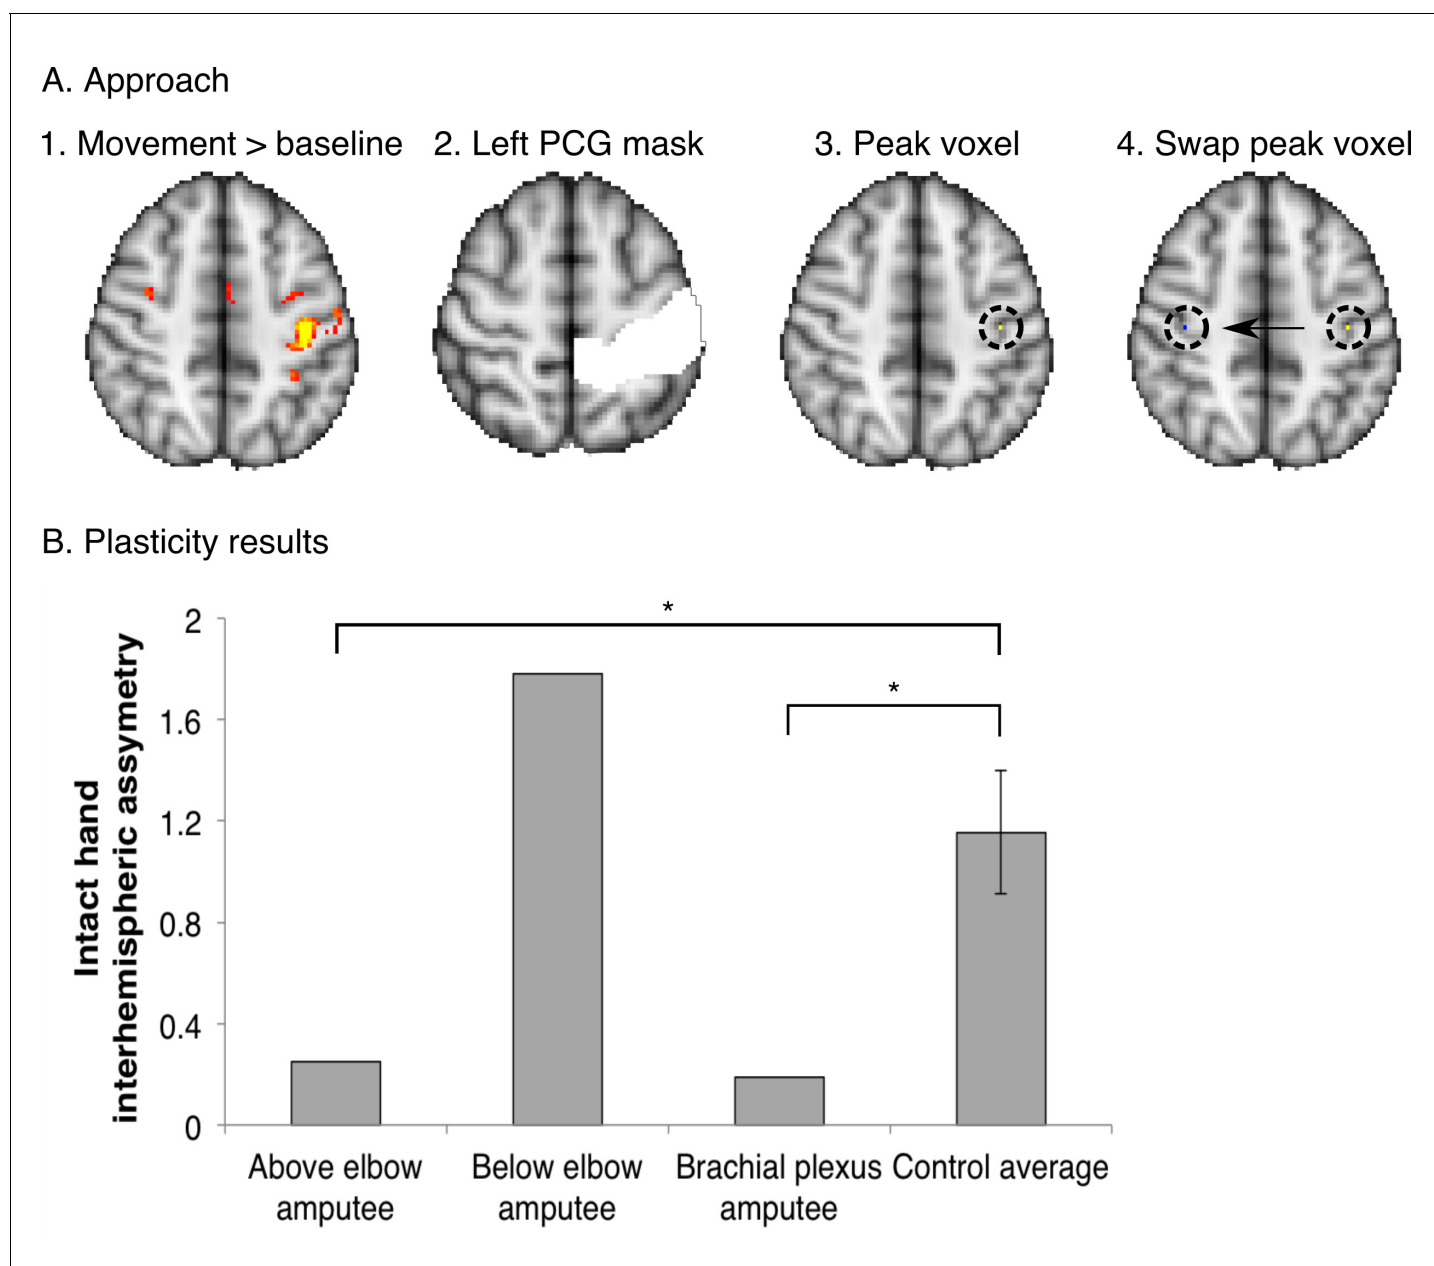 A. Approach
1. Movement > baseline
2. Left PCG mask
3. Peak voxel
4. Swap peak voxel
B. Plasticity results
Intact hand
interhemispheric assymetry
2
1.6
1.2
0.8
0.4
0
*
*
Above elbow
amputee
Below elbow
amputee
Brachial plexus
amputee
Control average